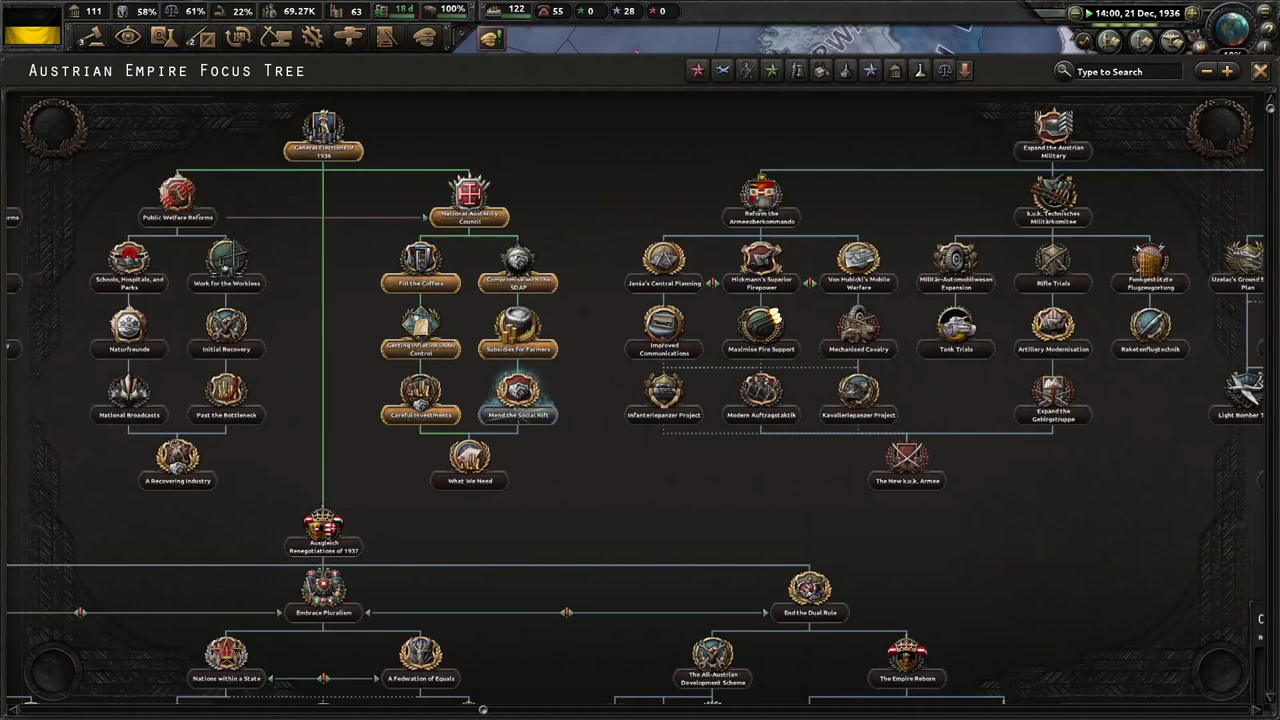 111 58% 61% 22% 69.27K 63 18 d 100% 122 55 0 28 0 14:00, 21 Dec, 1936
3 2
AUSTRIAN EMPIRE FOCUS TREE
Type to Search
General Elections of
1936
Expand the Austrian
Military
Public Welfare Reforms
National Austerity
Council
Reform the
Armeeoberkommando
k.u.k. Technisches
Militärkomitee
Schools, Hospitals, and
Parks
Work for the Workless
Fill the Coffers
Compromise with the
SDAP
Janša's Central Planning
Hickmann's Superior
Firepower
Von Hubicki's Mobile
Warfare
Militär-Automobilwesen
Expansion
Rifle Trials
Funkgestützte
Flugzeugortung
Uzelac's Ground S
Plan
Naturfreunde
Initial Recovery
Getting Inflation under
Control
Subsidies for Farmers
Improved
Communications
Maximise Fire Support
Mechanised Cavalry
Tank Trials
Artillery Modernisation
Raketenflugtechnik
National Broadcasts
Past the Bottleneck
Careful Investments
Mend the Social Rift
Infanteriepanzer Project
Modern Auftragstaktik
Kavalleriepanzer Project
Expand the
Gebirgstruppe
Light Bomber T
A Recovering Industry
What We Need
The New k.u.k. Armee
Ausgleich
Renegotiations of 1937
Embrace Pluralism
End the Dual Rule
Nations within a State
A Federation of Equals
The All-Austrian
Development Scheme
The Empire Reborn